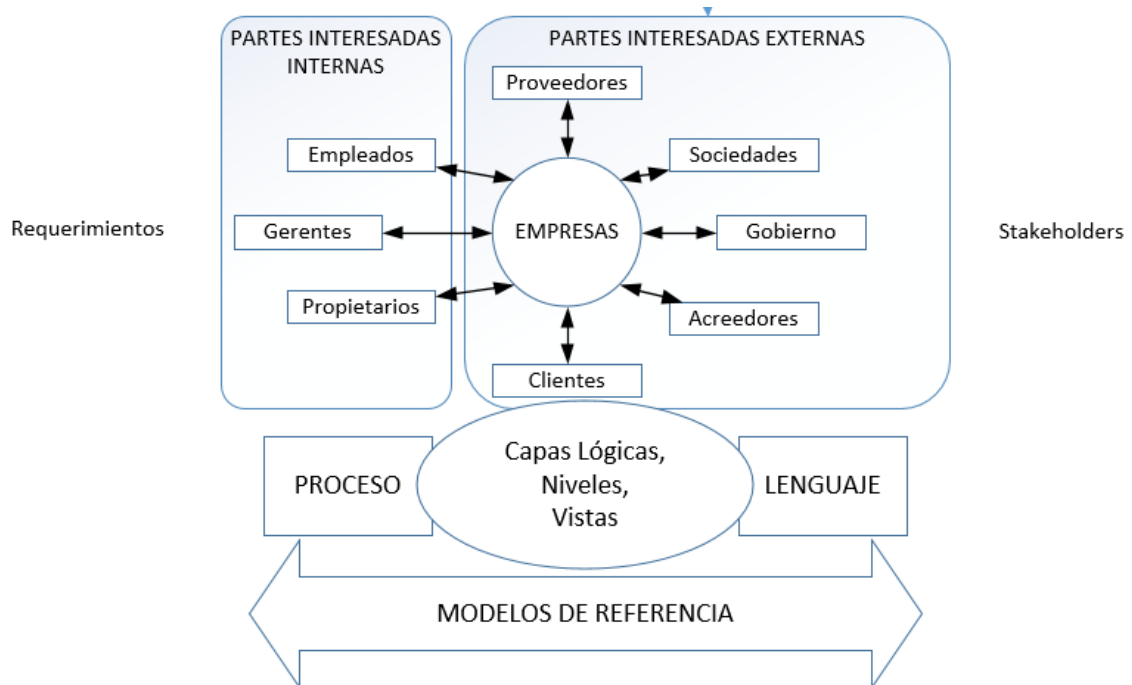 PARTES INTERESADAS
INTERNAS
PARTES INTERESADAS EXTERNAS
Proveedores
Empleados
Sociedades
Requerimientos
Gerentes
EMPRESAS
Gobierno
Stakeholders
Propietarios
Acreedores
Clientes
PROCESO
Capas Lógicas,
Niveles,
Vistas
LENGUAJE
MODELOS DE REFERENCIA